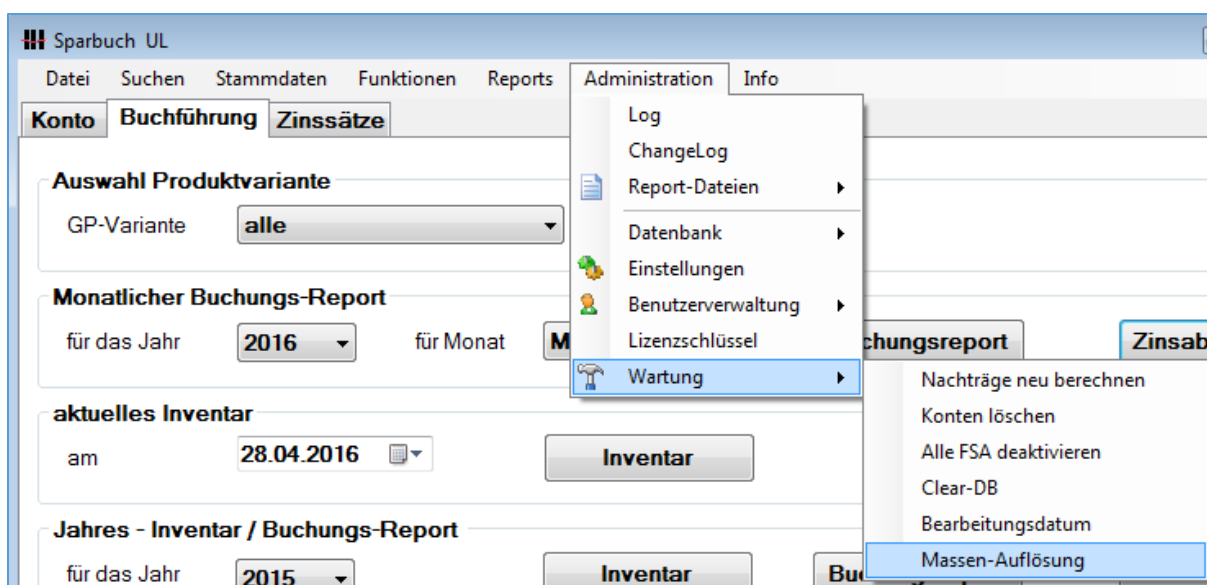 Sparbuch UL
Datei Suchen Stammdaten Funktionen Reports Administration Info
Konto Buchführung Zinssätze
Log
ChangeLog
Report-Dateien
Datenbank
Einstellungen
Benutzerverwaltung
Lizenzschlüssel
Wartung
Nachträge neu berechnen
Konten löschen
Alle FSA deaktivieren
Clear-DB
Bearbeitungsdatum
Massen-Auflösung
Auswahl Produktvariante
GP-Variante alle
Monatlicher Buchungs-Report
für das Jahr 2016 für Monat M chungsreport Zinsab
aktuelles Inventar
am 28.04.2016 Inventar
Jahres - Inventar / Buchungs-Report
für das Jahr 2015 Inventar Bu